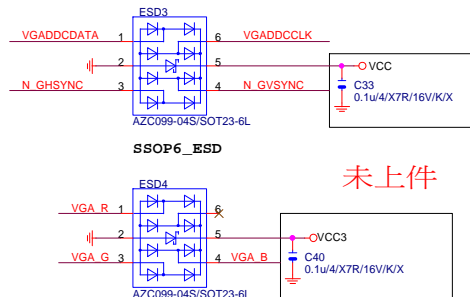 ESD3
VGADDCDATA 1 6 VGADDCCLK
2 5 VCC
N_GHSYNC 3 4 N_GVSYNC
C33
0.1u/4/X7R/16V/K/X
AZC099-04S/SOT23-6L
SSOP6_ESD
未上件
ESD4
VGA_R 1 6
2 5 VCC3
VGA_G 3 4 VGA_B
C40
0.1u/4/X7R/16V/K/X
AZC099-04S/SOT23-6L